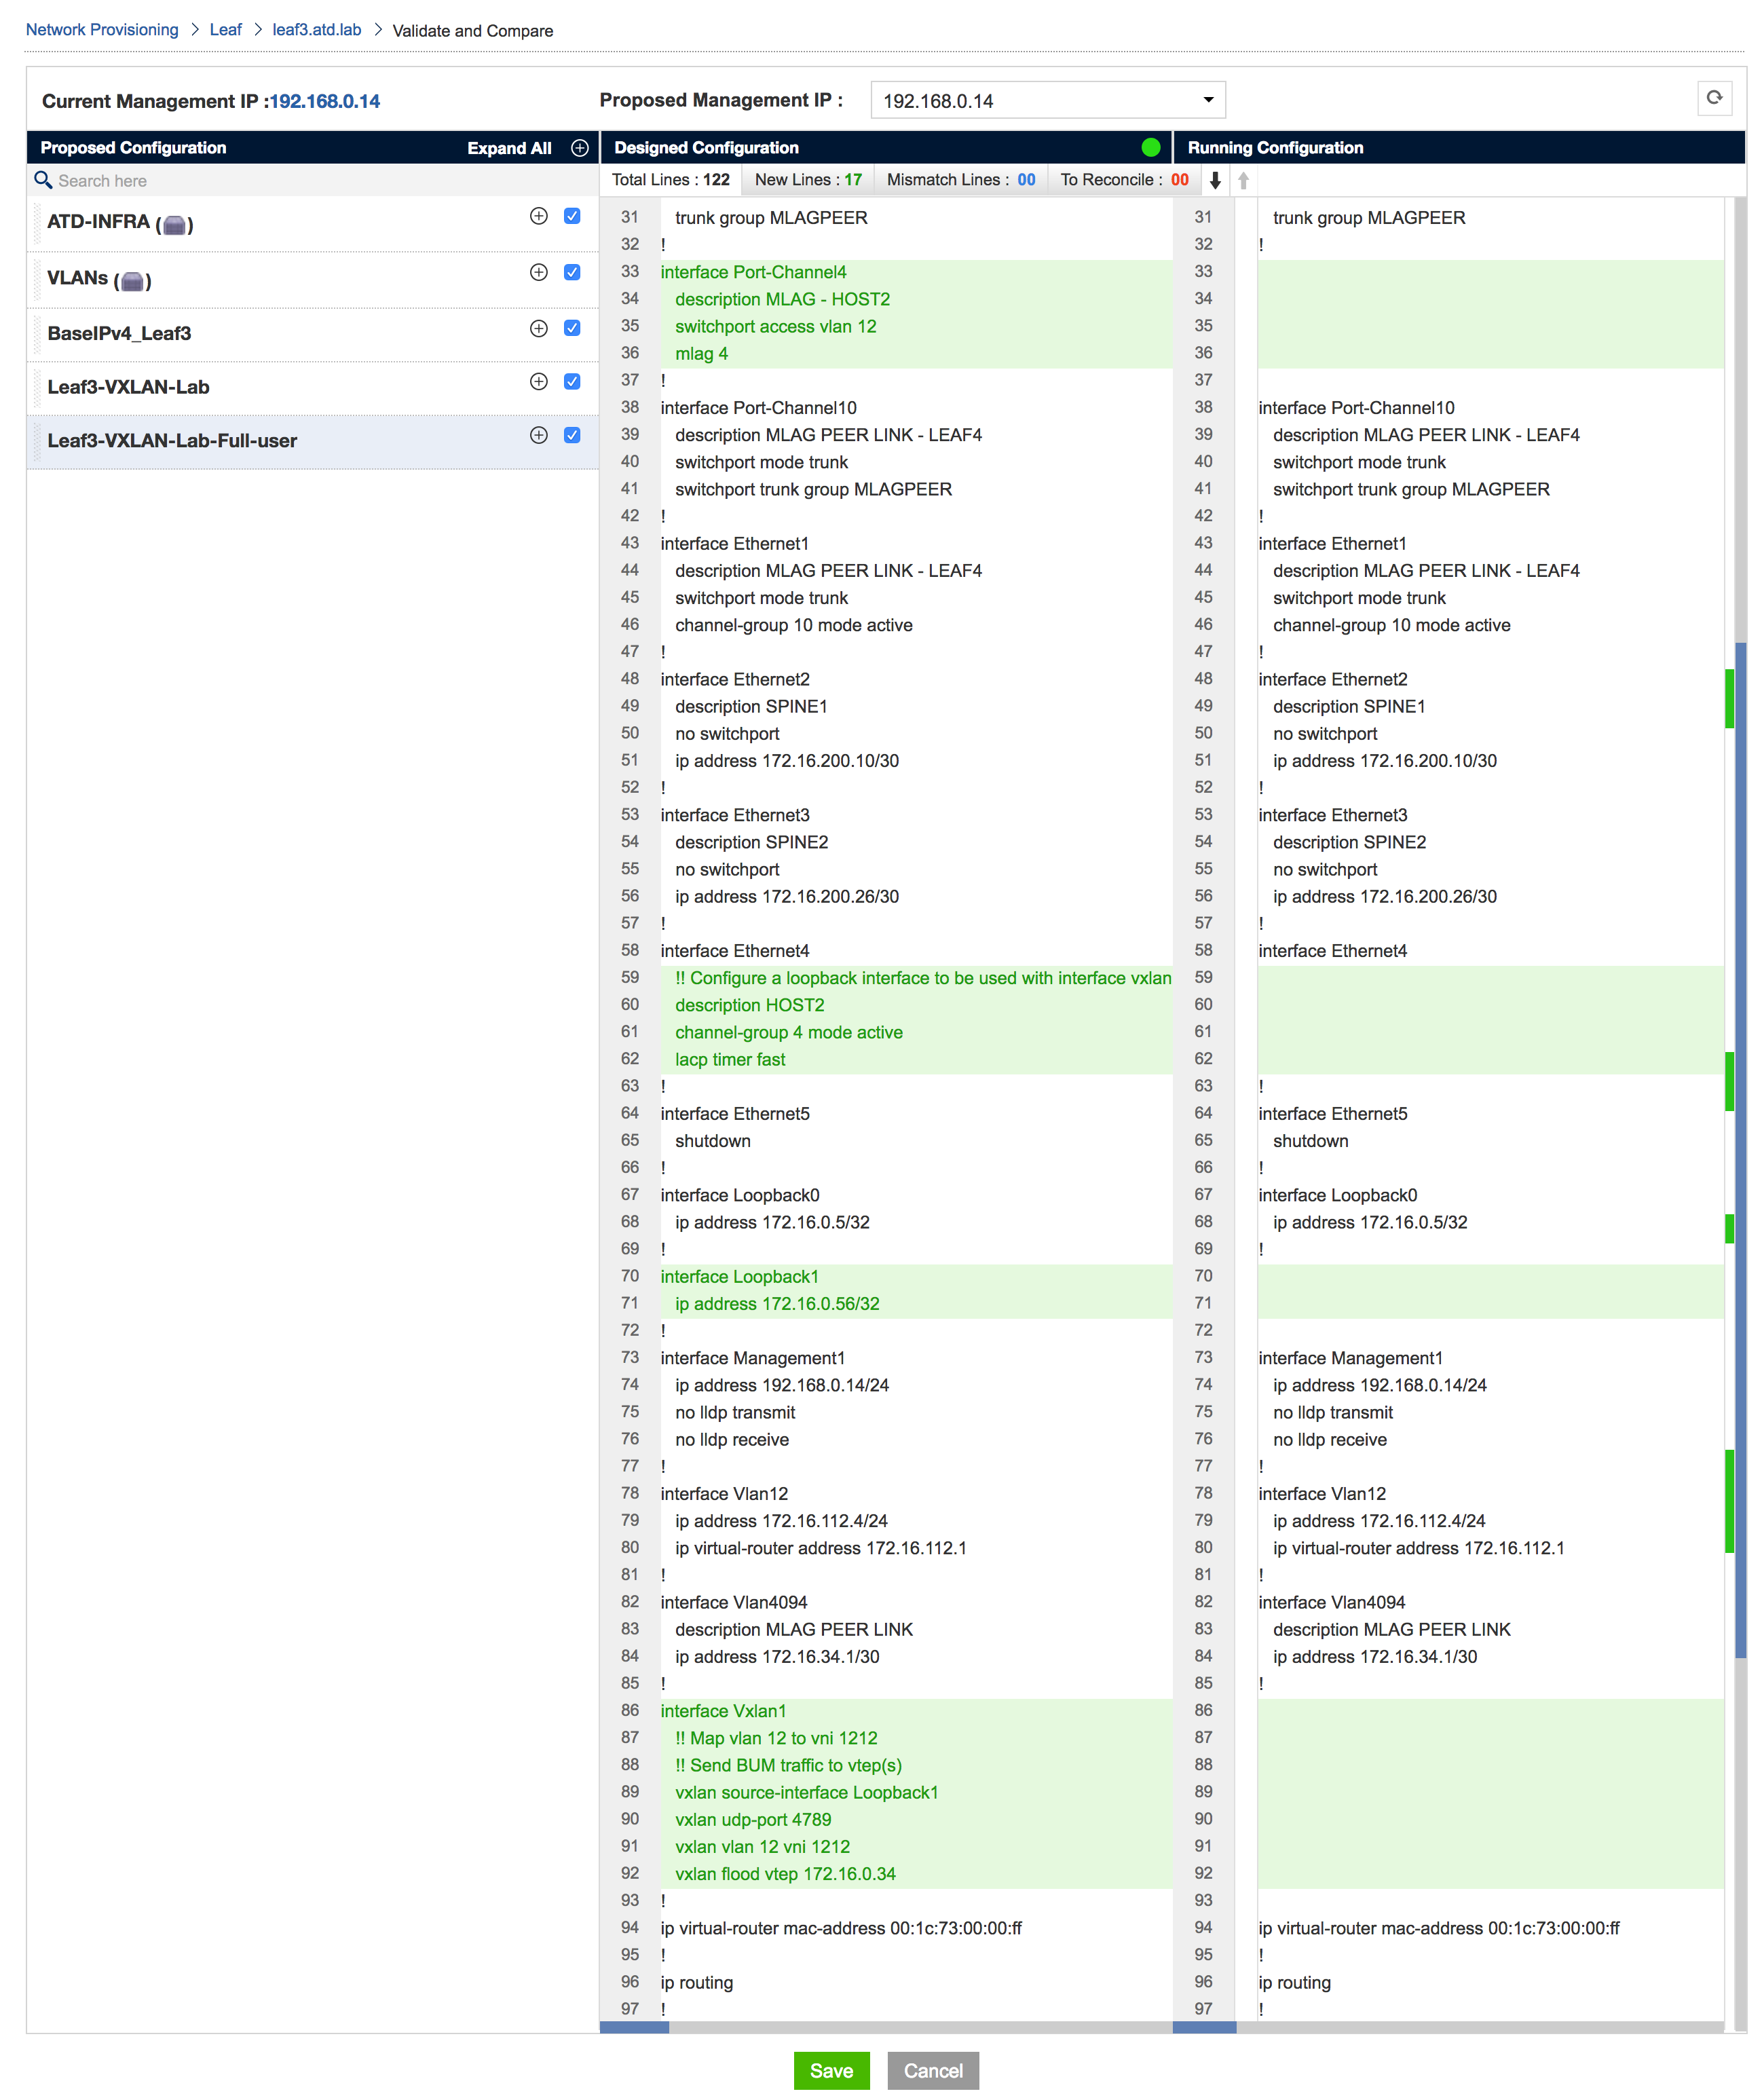 Network Provisioning > Leaf > leaf3.atd.lab > Validate and Compare
Current Management IP :192.168.0.14
Proposed Management IP : 192.168.0.14
Proposed Configuration Expand All
Search here
ATD-INFRA ( )
VLANs ( )
BaseIPv4_Leaf3
Leaf3-VXLAN-Lab
Leaf3-VXLAN-Lab-Full-user
Designed Configuration
Total Lines : 122 New Lines : 17 Mismatch Lines : 00 To Reconcile : 00
31 trunk group MLAGPEER
32 !
33 interface Port-Channel4
34 description MLAG - HOST2
35 switchport access vlan 12
36 mlag 4
37 !
38 interface Port-Channel10
39 description MLAG PEER LINK - LEAF4
40 switchport mode trunk
41 switchport trunk group MLAGPEER
42 !
43 interface Ethernet1
44 description MLAG PEER LINK - LEAF4
45 switchport mode trunk
46 channel-group 10 mode active
47 !
48 interface Ethernet2
49 description SPINE1
50 no switchport
51 ip address 172.16.200.10/30
52 !
53 interface Ethernet3
54 description SPINE2
55 no switchport
56 ip address 172.16.200.26/30
57 !
58 interface Ethernet4
59 !! Configure a loopback interface to be used with interface vxlan
60 description HOST2
61 channel-group 4 mode active
62 lacp timer fast
63 !
64 interface Ethernet5
65 shutdown
66 !
67 interface Loopback0
68 ip address 172.16.0.5/32
69 !
70 interface Loopback1
71 ip address 172.16.0.56/32
72 !
73 interface Management1
74 ip address 192.168.0.14/24
75 no lldp transmit
76 no lldp receive
77 !
78 interface Vlan12
79 ip address 172.16.112.4/24
80 ip virtual-router address 172.16.112.1
81 !
82 interface Vlan4094
83 description MLAG PEER LINK
84 ip address 172.16.34.1/30
85 !
86 interface Vxlan1
87 !! Map vlan 12 to vni 1212
88 !! Send BUM traffic to vtep(s)
89 vxlan source-interface Loopback1
90 vxlan udp-port 4789
91 vxlan vlan 12 vni 1212
92 vxlan flood vtep 172.16.0.34
93 !
94 ip virtual-router mac-address 00:1c:73:00:00:ff
95 !
96 ip routing
97 !
Running Configuration
31 trunk group MLAGPEER
32 !
33
34
35
36
37
38 interface Port-Channel10
39 description MLAG PEER LINK - LEAF4
40 switchport mode trunk
41 switchport trunk group MLAGPEER
42 !
43 interface Ethernet1
44 description MLAG PEER LINK - LEAF4
45 switchport mode trunk
46 channel-group 10 mode active
47 !
48 interface Ethernet2
49 description SPINE1
50 no switchport
51 ip address 172.16.200.10/30
52 !
53 interface Ethernet3
54 description SPINE2
55 no switchport
56 ip address 172.16.200.26/30
57 !
58 interface Ethernet4
59
60
61
62
63 !
64 interface Ethernet5
65 shutdown
66 !
67 interface Loopback0
68 ip address 172.16.0.5/32
69 !
70
71
72
73 interface Management1
74 ip address 192.168.0.14/24
75 no lldp transmit
76 no lldp receive
77 !
78 interface Vlan12
79 ip address 172.16.112.4/24
80 ip virtual-router address 172.16.112.1
81 !
82 interface Vlan4094
83 description MLAG PEER LINK
84 ip address 172.16.34.1/30
85 !
86
87
88
89
90
91
92
93
94 ip virtual-router mac-address 00:1c:73:00:00:ff
95 !
96 ip routing
97 !
Save Cancel